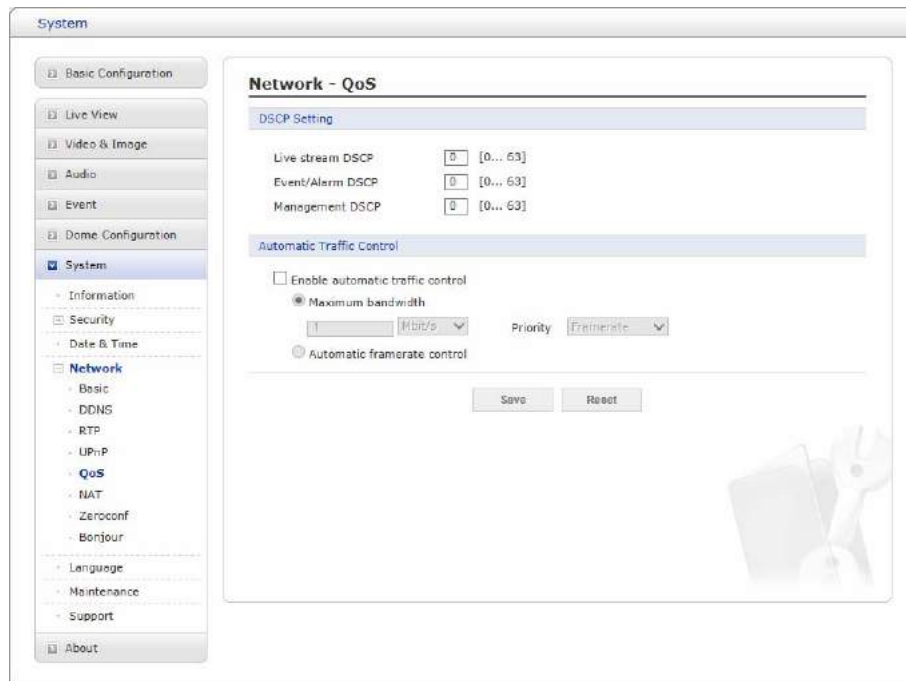 System
Basic Configuration
Live View
Video & Image
Audio
Event
Dome Configuration
System
Information
Security
Date & Time
Network
Basic
DDNS
RTP
UPnP
QoS
NAT
Zeroconf
Bonjour
Language
Maintenance
Support
About
Network - QoS
DSCP Setting
Live stream DSCP 0 [0... 63]
Event/Alarm DSCP 0 [0... 63]
Management DSCP 0 [0... 63]
Automatic Traffic Control
Enable automatic traffic control
Maximum bandwidth
1 Mbit/s Priority Framerate
Automatic framerate control
Save Reset